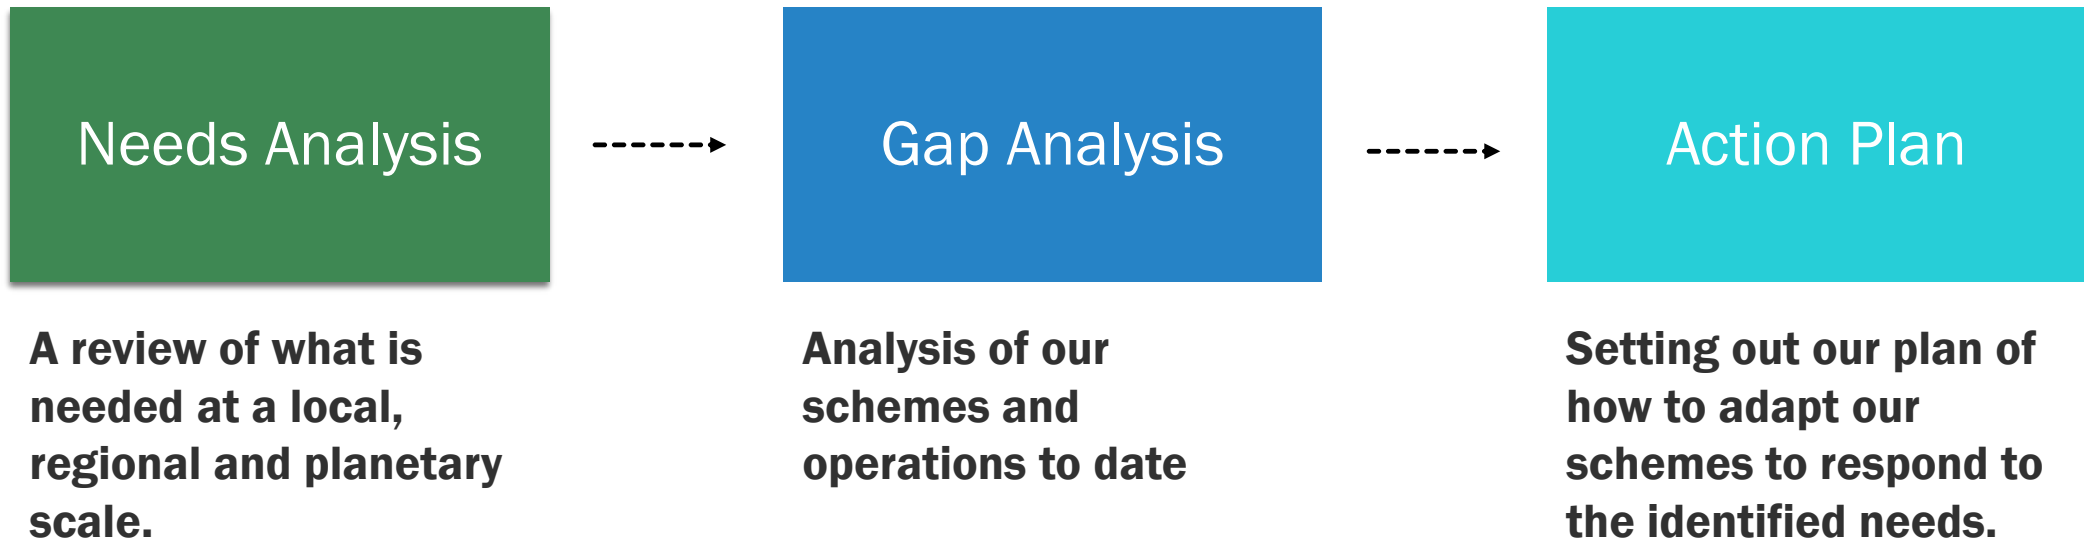 Needs Analysis
Gap Analysis
Action Plan
A review of what is
needed at a local,
regional and planetary
scale.
Analysis of our
schemes and
operations to date
Setting out our plan of
how to adapt our
schemes to respond to
the identified needs.